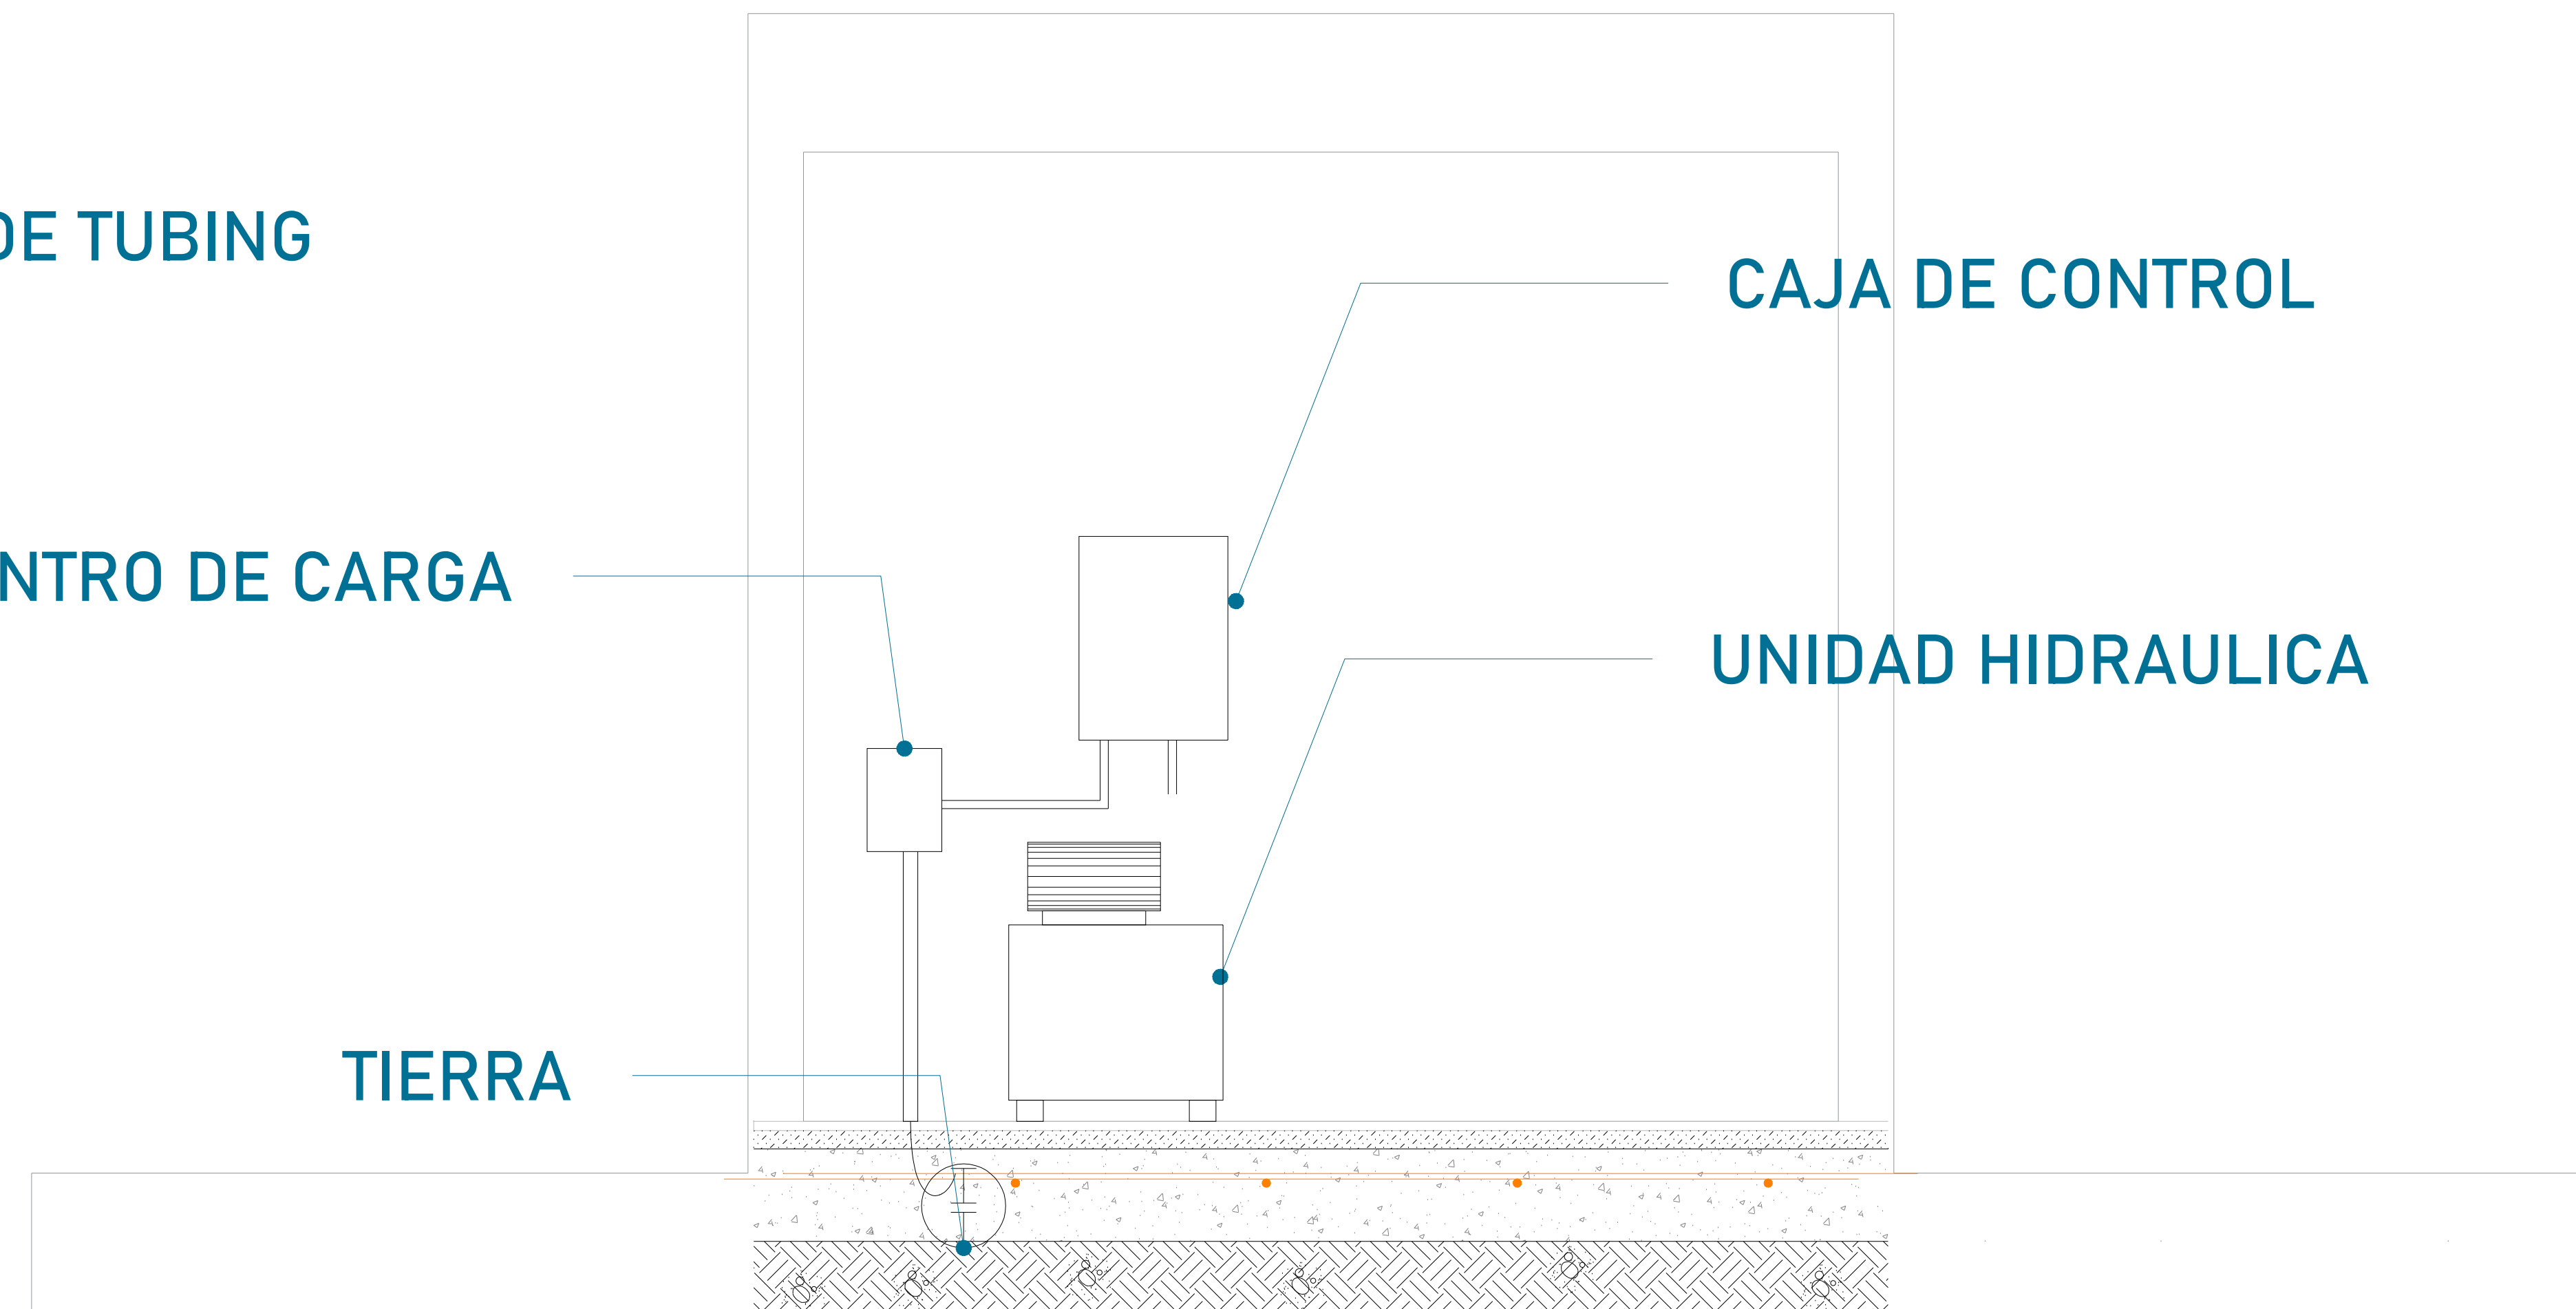 DE TUBING
CAJA DE CONTROL
NTRO DE CARGA
UNIDAD HIDRAULICA
TIERRA